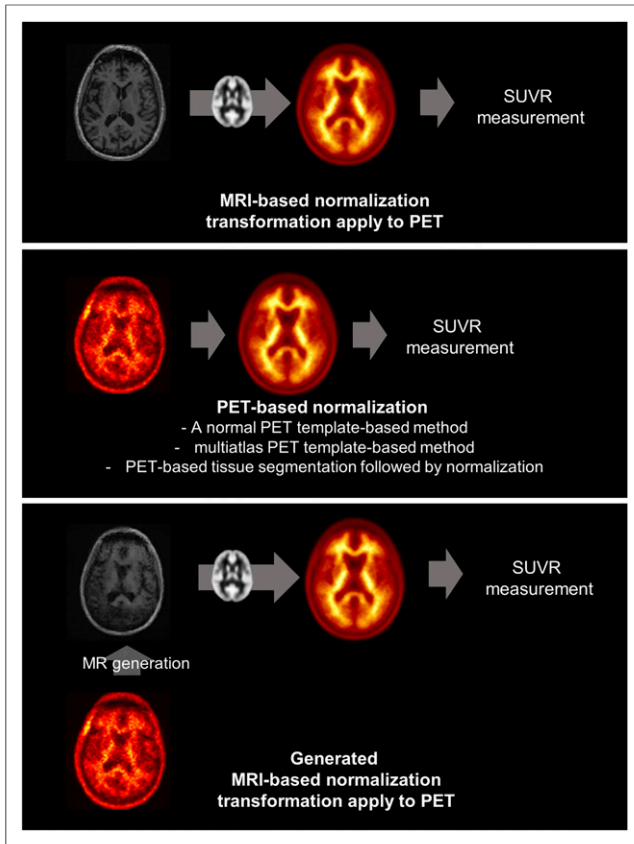 SUVR
measurement
MRI-based normalization
transformation apply to PET
SUVR
measurement
PET-based normalization
- A normal PET template-based method
- multiatlas PET template-based method
- PET-based tissue segmentation followed by normalization
SUVR
measurement
MR generation
Generated
MRI-based normalization
transformation apply to PET